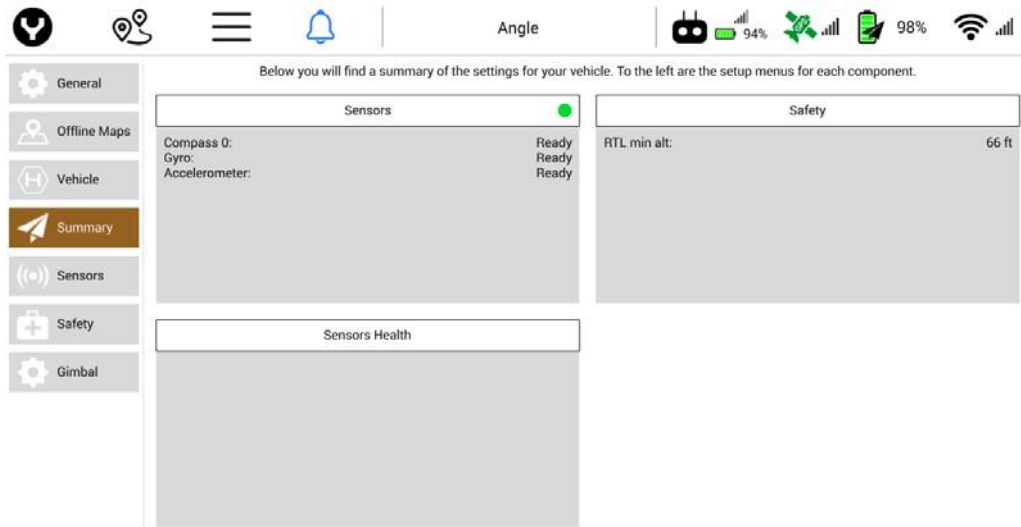 Angle
94%
98%
General
Offline Maps
Vehicle
Summary
Sensors
Safety
Gimbal
Below you will find a summary of the settings for your vehicle. To the left are the setup menus for each component.
Sensors
Compass 0: Ready
Gyro: Ready
Accelerometer: Ready
Safety
RTL min alt: 66 ft
Sensors Health